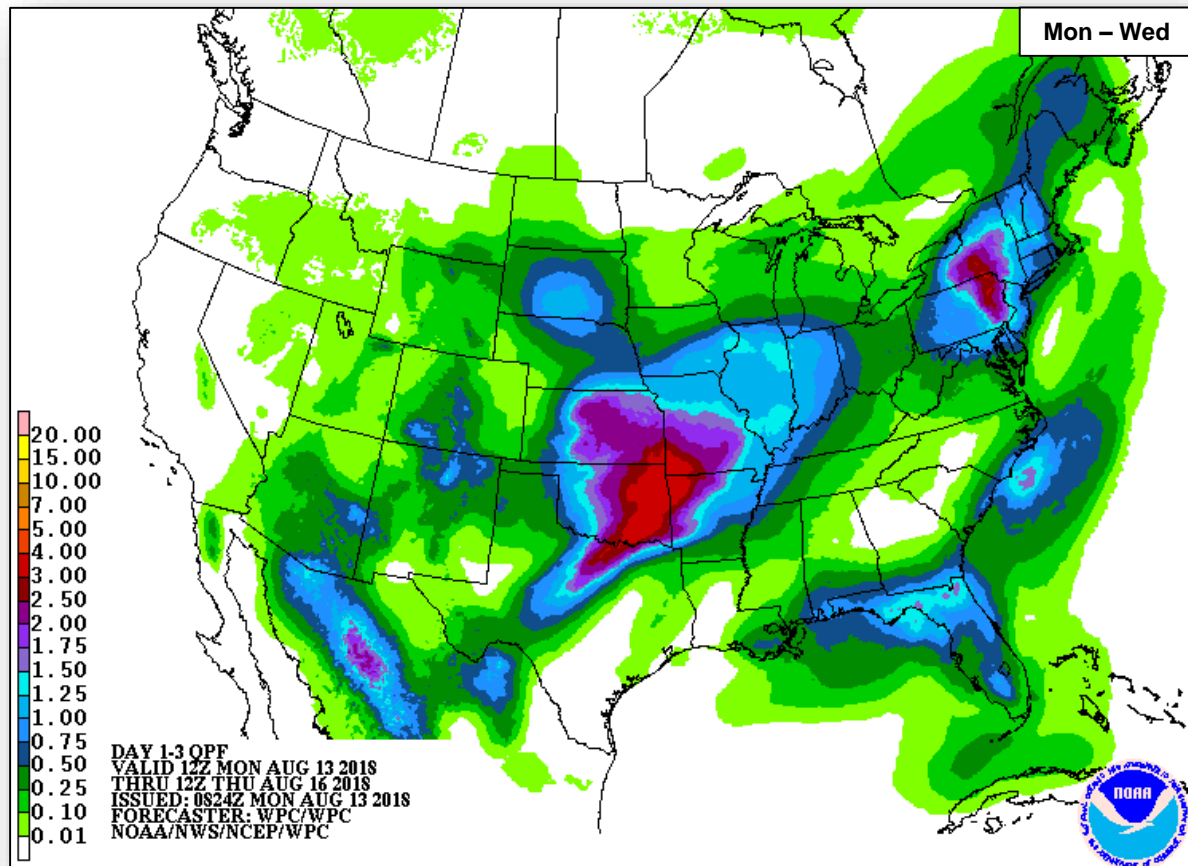 Mon – Wed
20.00
15.00
10.00
7.00
5.00
4.00
3.00
2.50
2.00
1.75
1.50
1.25
1.00
0.75
0.50
0.25
0.10
0.01
DAY 1-3 QPF
VALID 12Z MON AUG 13 2018
THRU 12Z THU AUG 16 2018
ISSUED: 0824Z MON AUG 13 2018
FORECASTER: WPC/WPC
NOAA/NWS/NCEP/WPC
NOAA